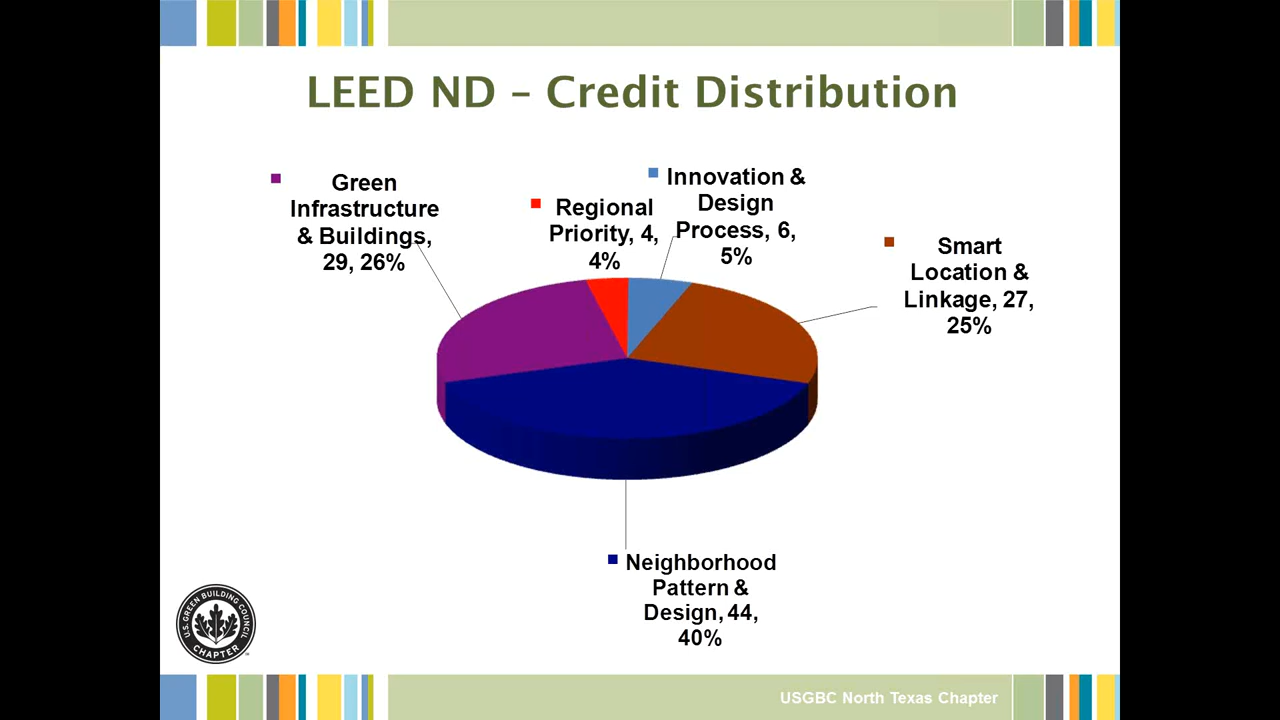 LEED ND – Credit Distribution
Green
Infrastructure
& Buildings,
29, 26%
Regional
Priority, 4,
4%
Innovation &
Design
Process, 6,
5%
Smart
Location &
Linkage, 27,
25%
Neighborhood
Pattern &
Design, 44,
40%
U.S. GREEN BUILDING COUNCIL
CHAPTER
USGBC North Texas Chapter